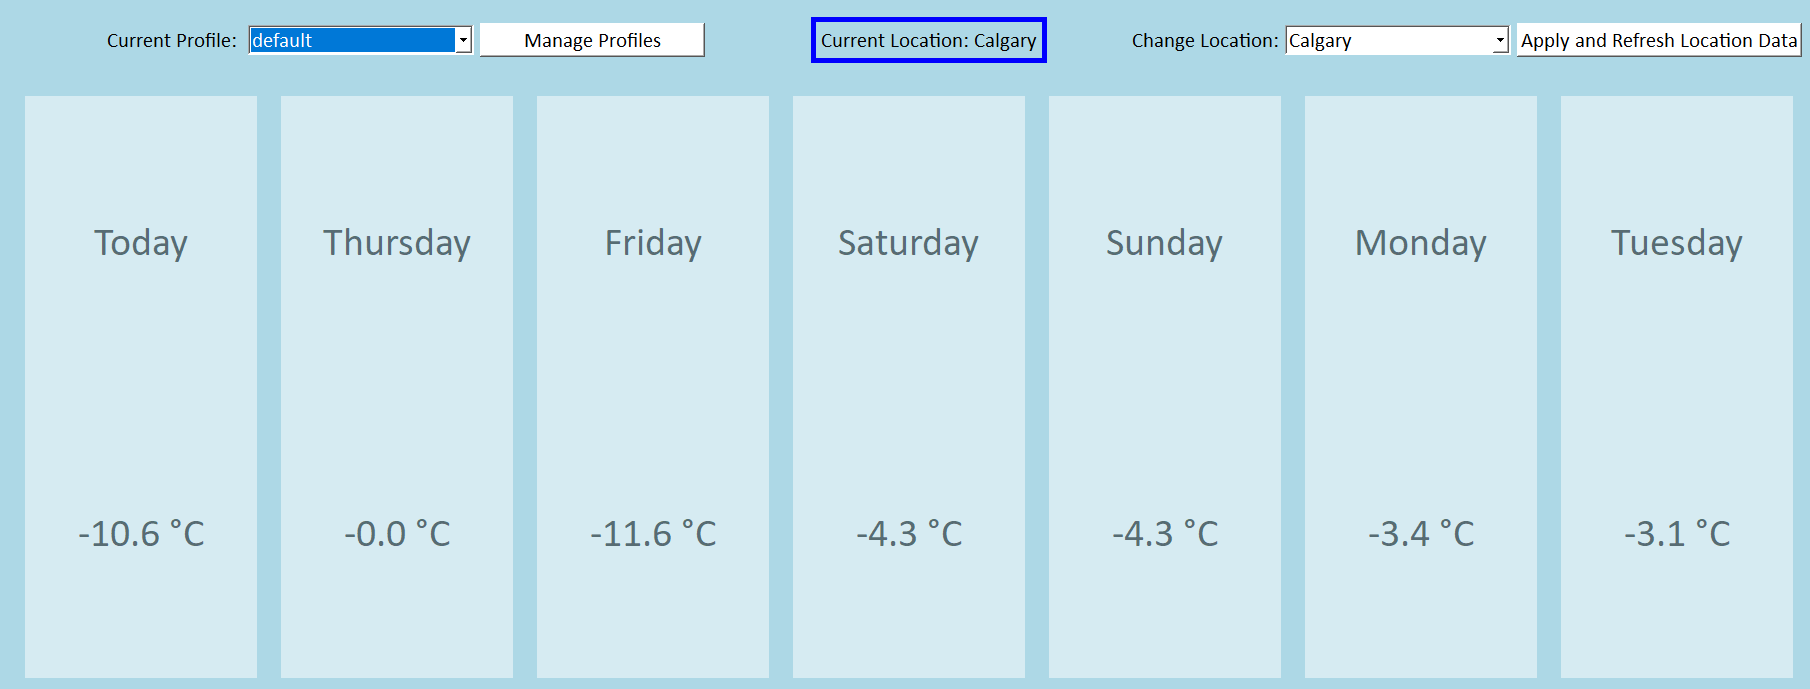 Current Profile: default Manage Profiles Current Location: Calgary Change Location: Calgary Apply and Refresh Location Data
Today Thursday Friday Saturday Sunday Monday Tuesday
-10.6 °C -0.0 °C -11.6 °C -4.3 °C -4.3 °C -3.4 °C -3.1 °C